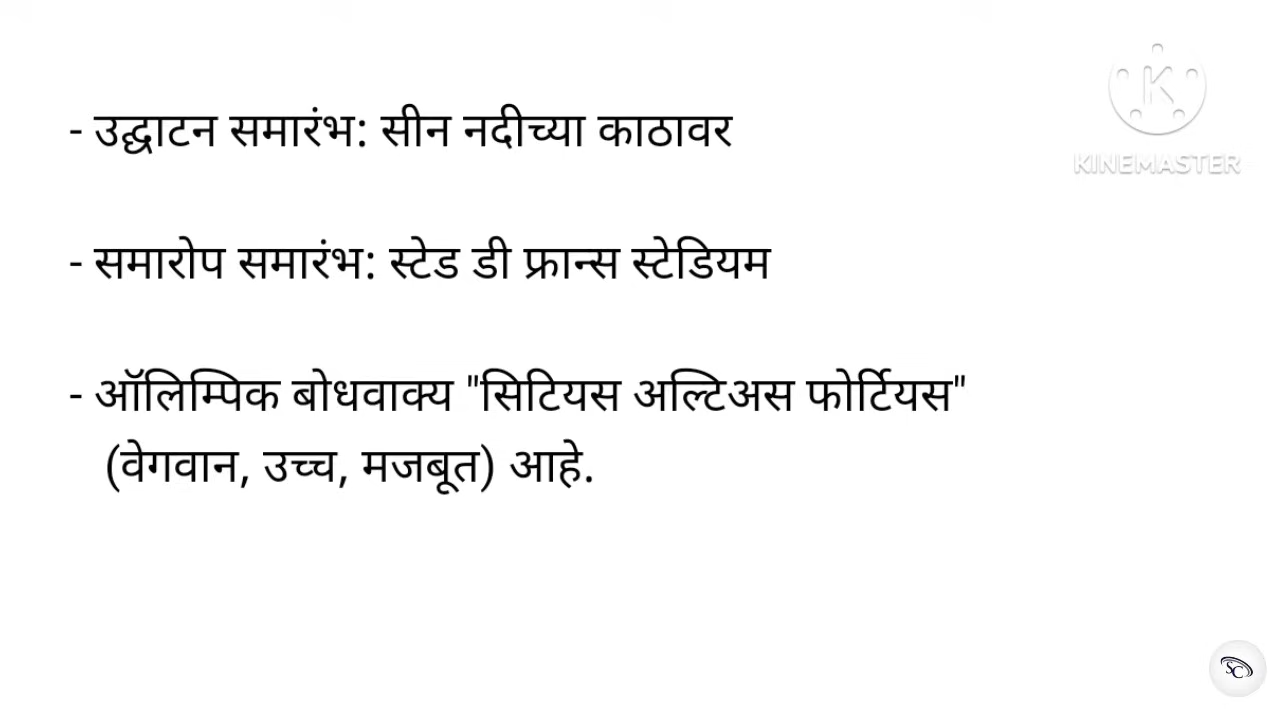 - उद्घाटन समारंभ: सीन नदीच्या काठावर
- समारोप समारंभ: स्टेड डी फ्रान्स स्टेडियम
- ऑलिम्पिक बोधवाक्य "सिटियस अल्टिअस फोर्टियस"
(वेगवान, उच्च, मजबूत) आहे.
K
KINEMASTER
SC